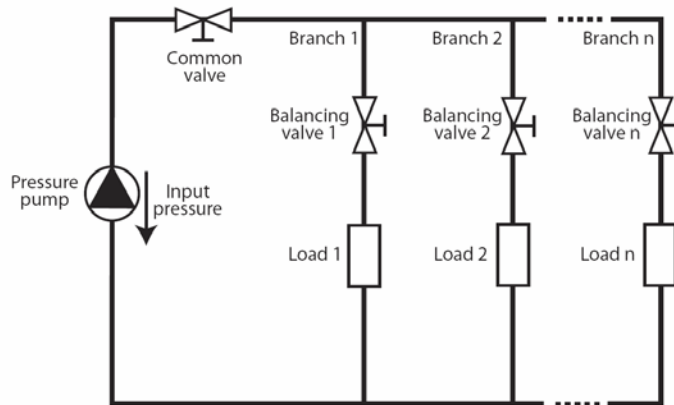 Common
valve
Branch 1
Branch 2
Branch n
Balancing
valve 1
Balancing
valve 2
Balancing
valve n
Pressure
pump
Input
pressure
Load 1
Load 2
Load n